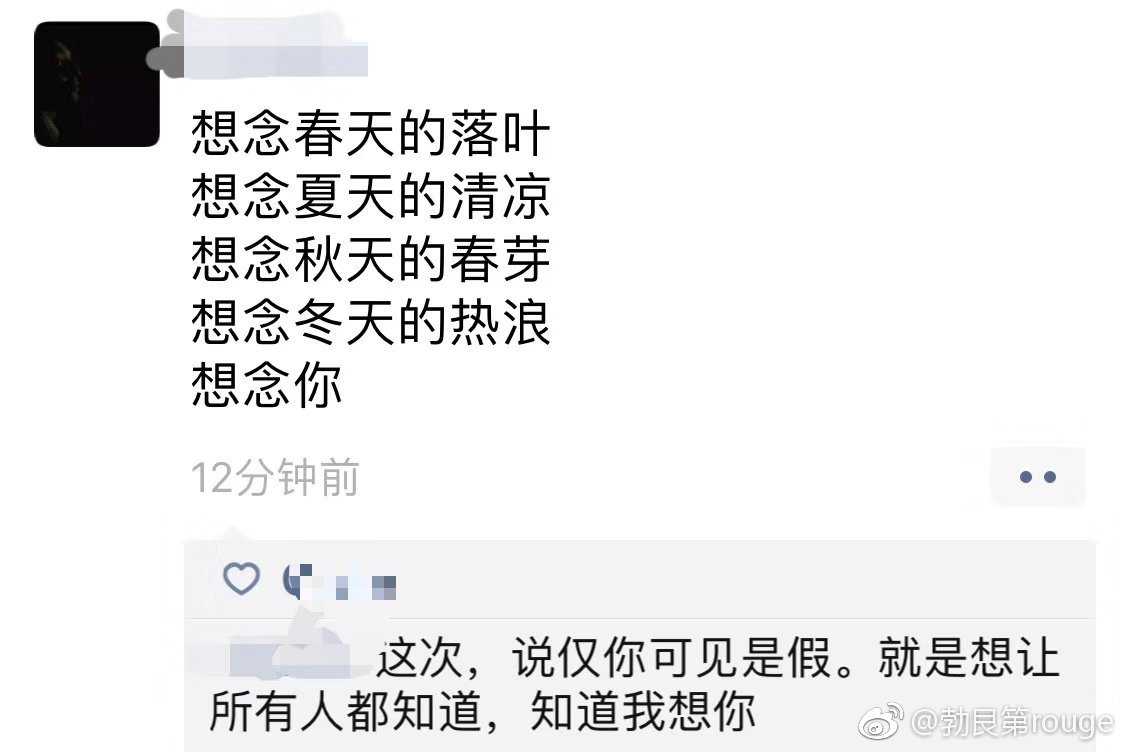 想念春天的落叶
想念夏天的清凉
想念秋天的春芽
想念冬天的热浪
想念你
12分钟前
这次，说仅你可见是假。就是想让
所有人都知道，知道我想你
@勃艮第rouge